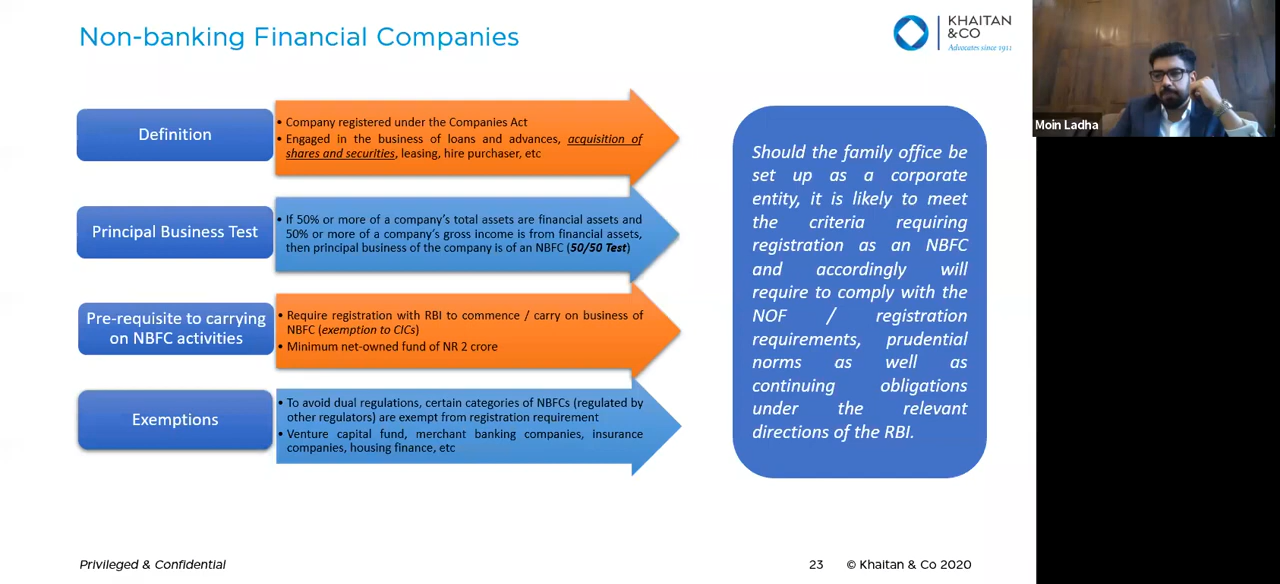 Non-banking Financial Companies
KHAITAN
&CO
Advocates since 1911
Moin Ladha
Definition
• Company registered under the Companies Act
• Engaged in the business of loans and advances, acquisition of
shares and securities, leasing, hire purchaser, etc
Principal Business Test
• If 50% or more of a company's total assets are financial assets and
50% or more of a company's gross income is from financial assets,
then principal business of the company is of an NBFC (50/50 Test)
Pre-requisite to carrying
on NBFC activities
• Require registration with RBI to commence / carry on business of
NBFC (exemption to CICs)
• Minimum net-owned fund of NR 2 crore
Exemptions
• To avoid dual regulations, certain categories of NBFCs (regulated by
other regulators) are exempt from registration requirement
• Venture capital fund, merchant banking companies, insurance
companies, housing finance, etc
Should the family office be
set up as a corporate
entity, it is likely to meet
the criteria requiring
registration as an NBFC
and accordingly will
require to comply with the
NOF / registration
requirements, prudential
norms as well as
continuing obligations
under the relevant
directions of the RBI.
Privileged & Confidential
23
© Khaitan & Co 2020